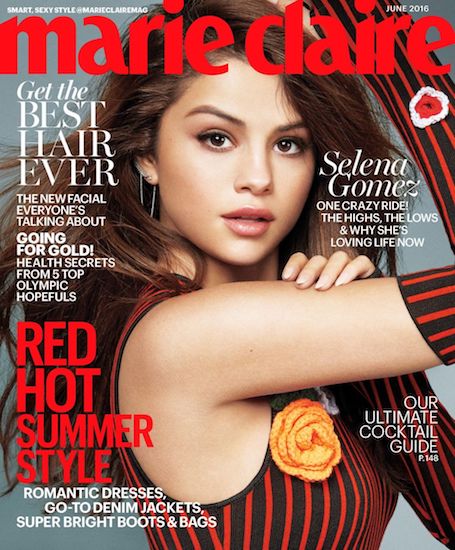 SMART, SEXY STYLE @MARIECLAIREMAG
JUNE 2016
marie claire
Get the
BEST
HAIR
EVER
THE NEW FACIAL
EVERYONE'S
TALKING ABOUT
GOING
FOR GOLD!
HEALTH SECRETS
FROM 5 TOP
OLYMPIC
HOPEFULS
Selena
Gomez
ONE CRAZY RIDE!
THE HIGHS, THE LOWS
& WHY SHE'S
LOVING LIFE NOW
RED
HOT
SUMMER
STYLE
ROMANTIC DRESSES,
GO-TO DENIM JACKETS,
SUPER BRIGHT BOOTS & BAGS
OUR
ULTIMATE
COCKTAIL
GUIDE
P.148